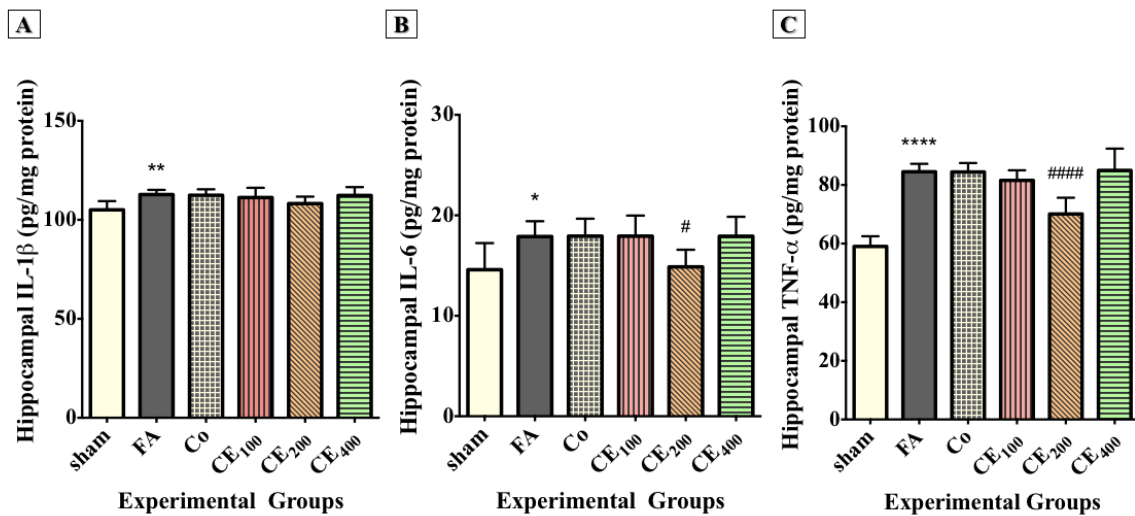 A
Hippocampal IL-1β (pg/mg protein)
150
100
50
0
**
sham
FA
Co
CE100
CE200
CE400
Experimental Groups
B
Hippocampal IL-6 (pg/mg protein)
30
20
10
0
*
#
sham
FA
Co
CE100
CE200
CE400
Experimental Groups
C
Hippocampal TNF-α (pg/mg protein)
100
80
60
40
20
0
****
####
sham
FA
Co
CE100
CE200
CE400
Experimental Groups